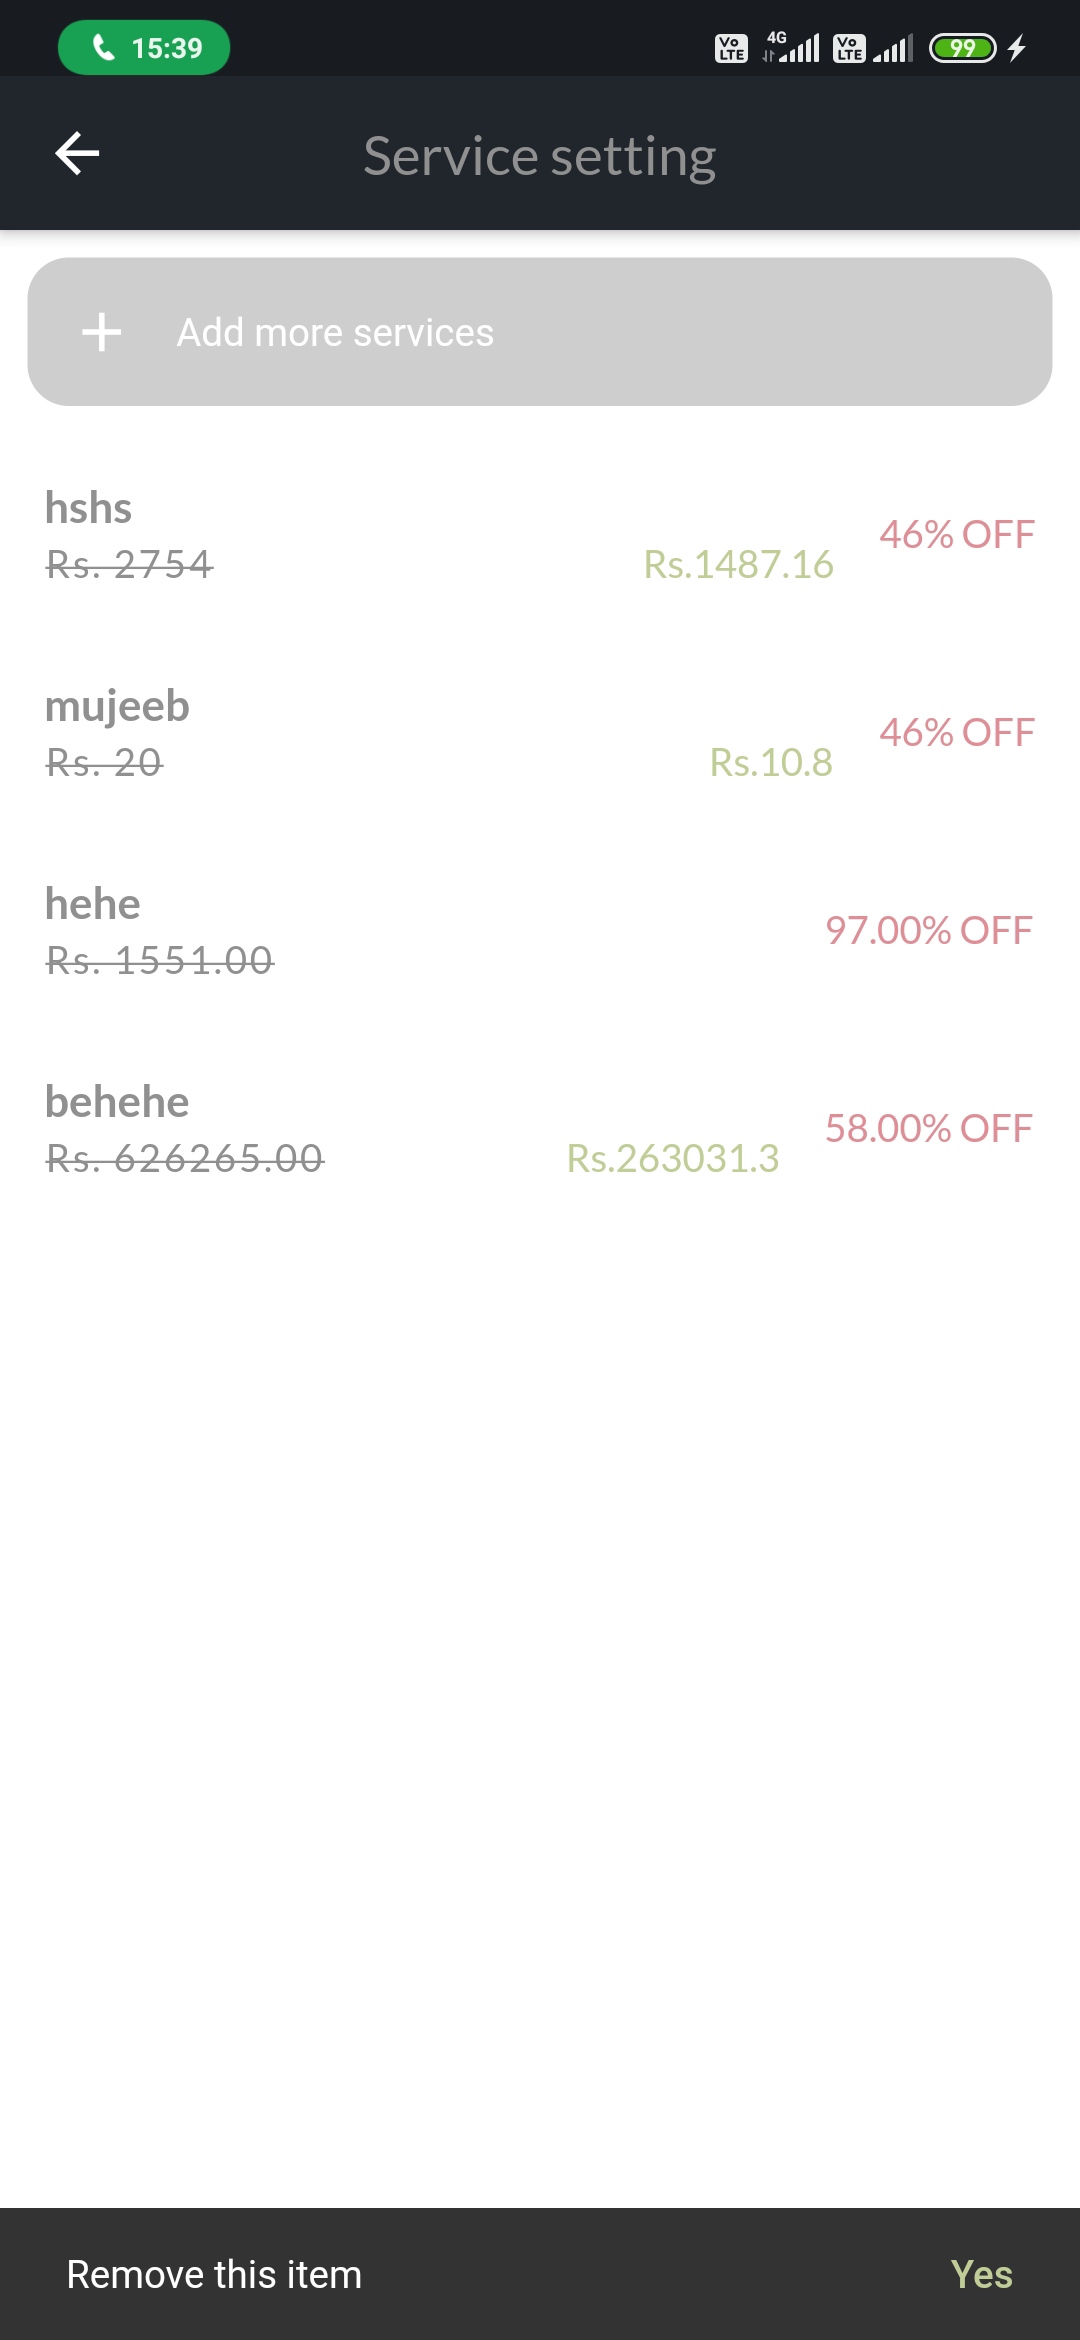 15:39
Vo LTE 4G Vo LTE 99
Service setting
Add more services
hshs
46% OFF
Rs. 2754
Rs.1487.16
mujeeb
46% OFF
Rs. 20
Rs.10.8
hehe
97.00% OFF
Rs. 1551.00
behehe
58.00% OFF
Rs. 626265.00
Rs.263031.3
Remove this item
Yes